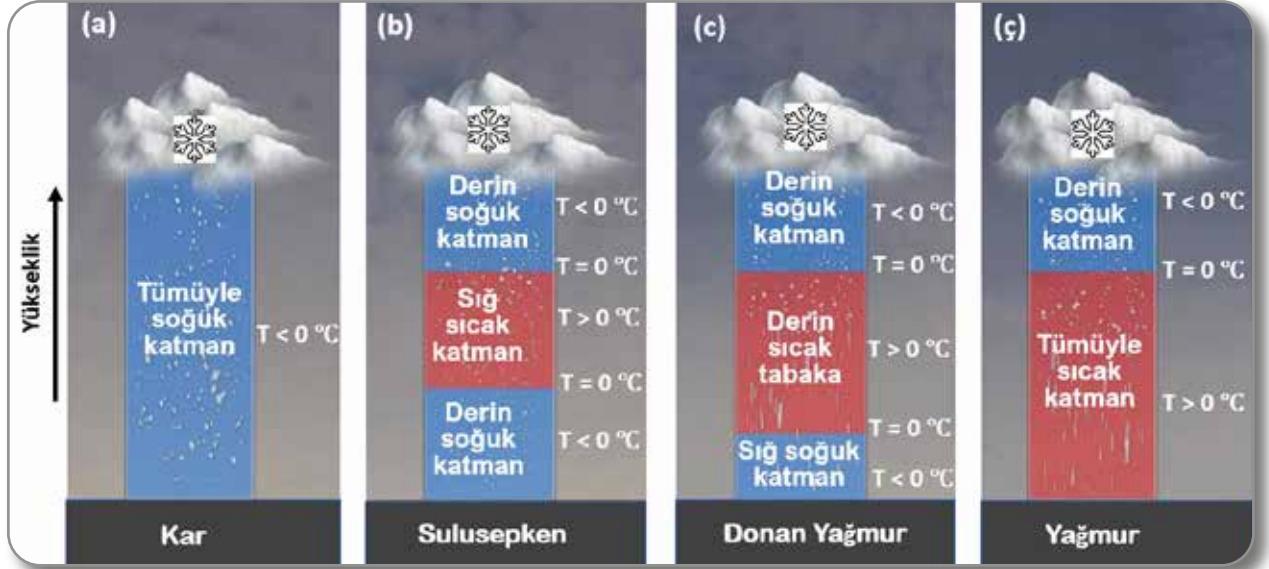 Yükseklik
(a)
Tümüyle
soğuk
katman
T < 0 °C
Kar
(b)
Derin
soğuk
katman
T < 0 °C
T = 0 °C
Sığ
sıcak
katman
T > 0 °C
T = 0 °C
Derin
soğuk
katman
T < 0 °C
Sulusepken
(c)
Derin
soğuk
katman
T < 0 °C
T = 0 °C
Derin
sıcak
tabaka
T > 0 °C
T = 0 °C
Sığ soğuk
katman
T < 0 °C
Donan Yağmur
(ç)
Derin
soğuk
katman
T < 0 °C
T = 0 °C
Tümüyle
sıcak
katman
T > 0 °C
Yağmur